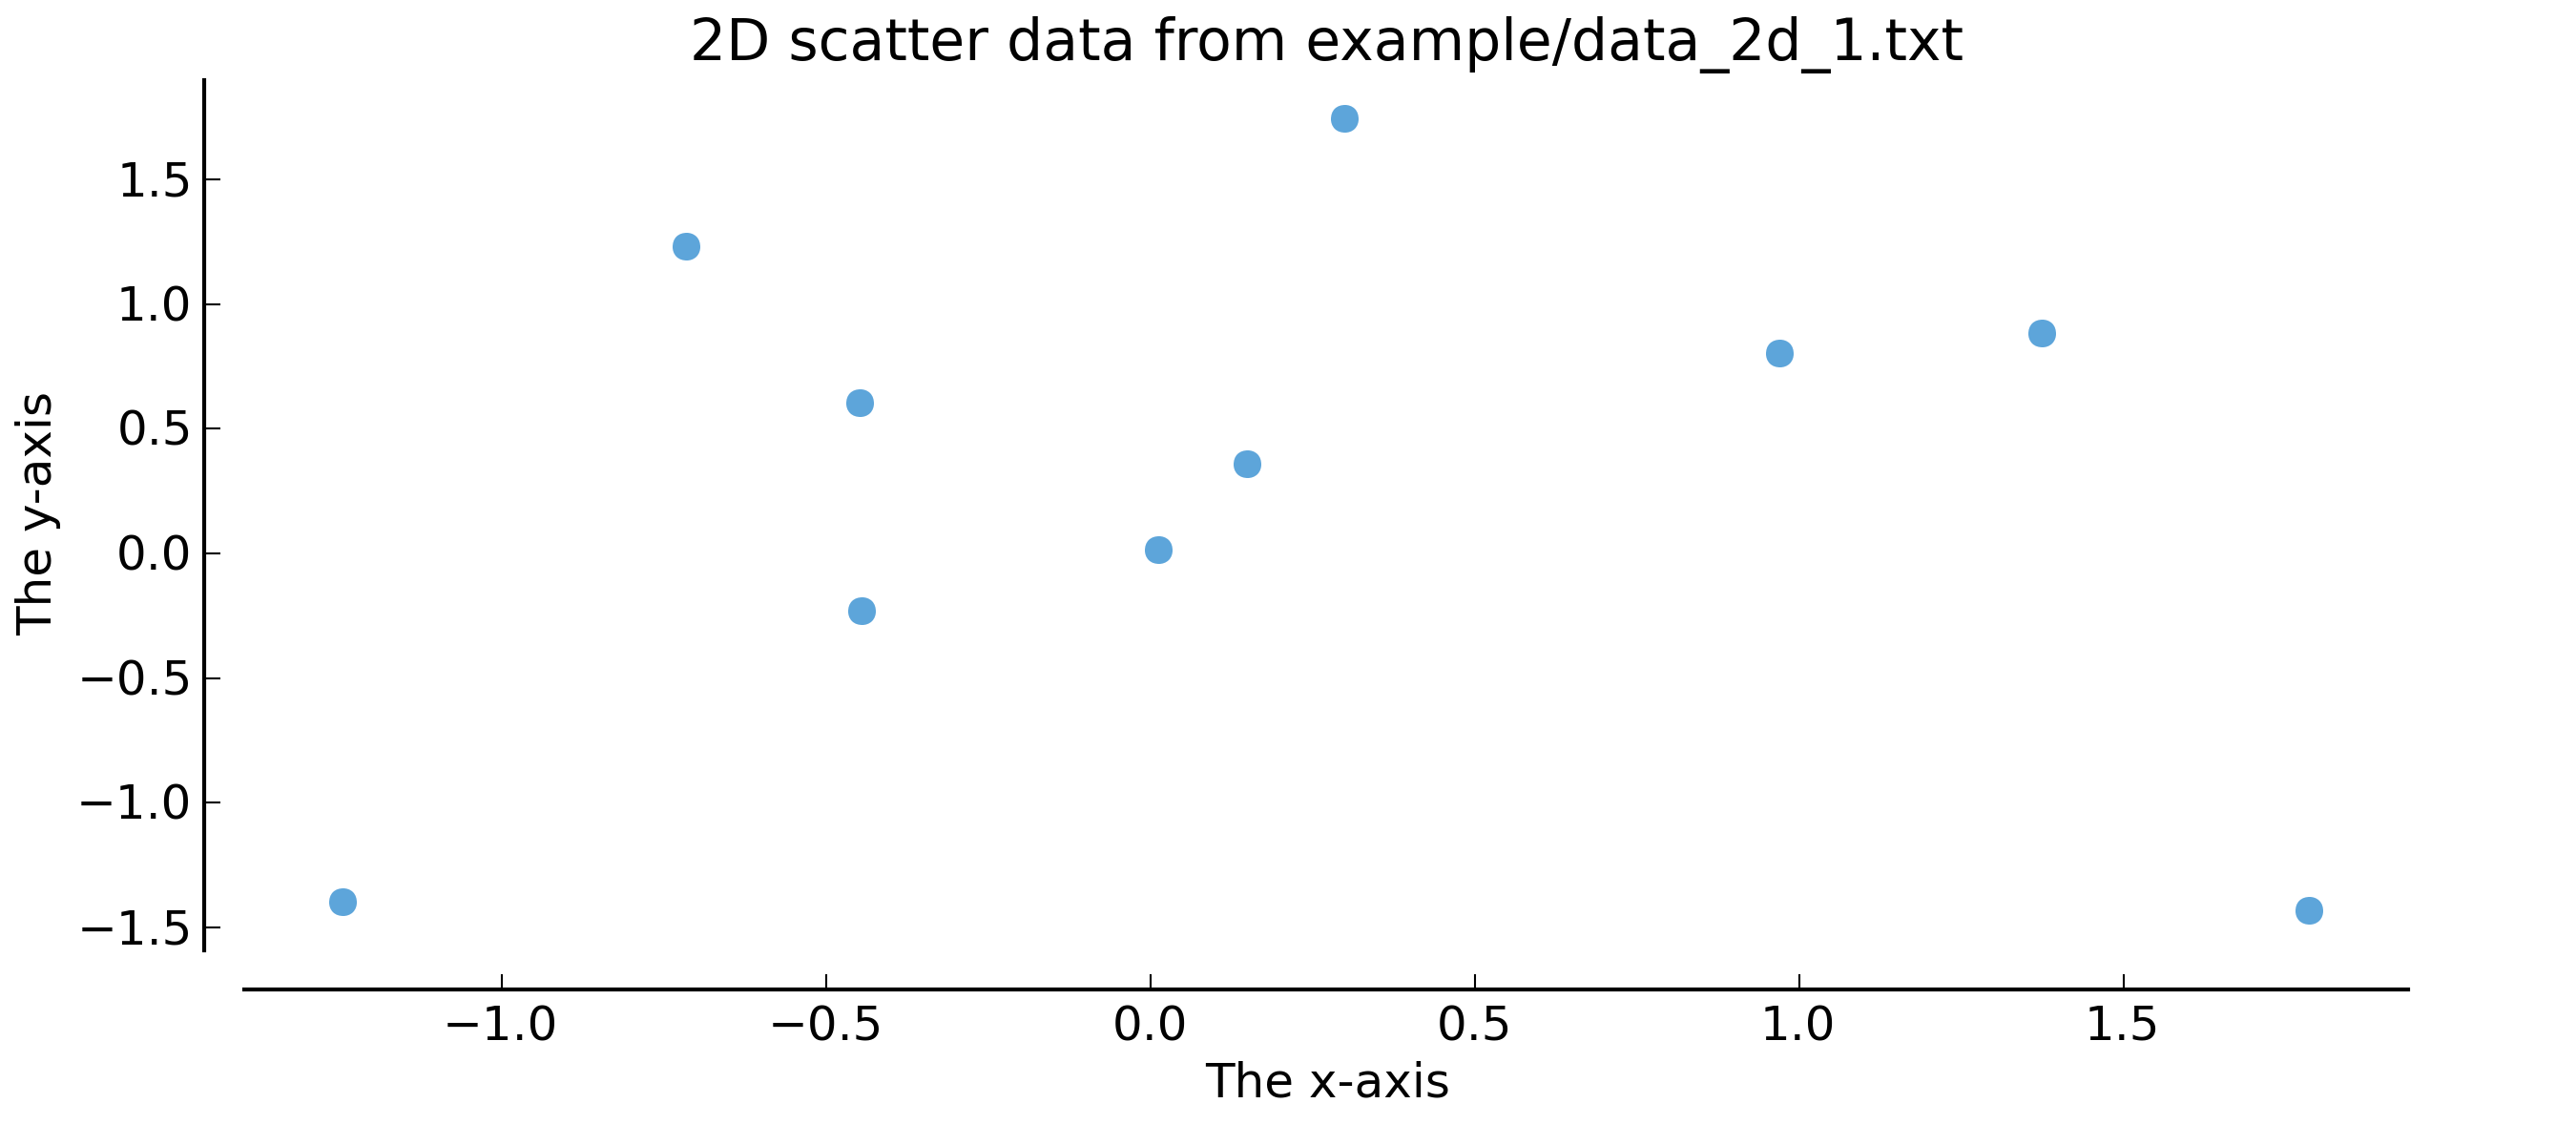 2D scatter data from example/data_2d_1.txt
1.5
1.0
0.5
0.0
−0.5
−1.0
−1.5
The y-axis
−1.0 −0.5 0.0 0.5 1.0 1.5
The x-axis